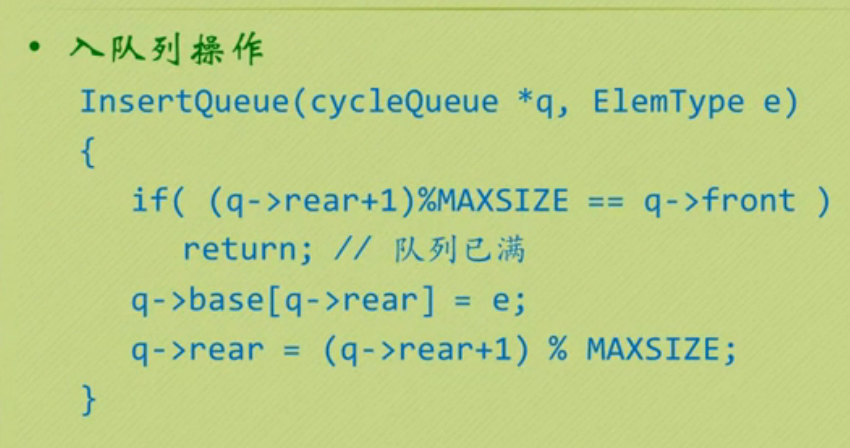 • 入队列操作
InsertQueue(cycleQueue *q, ElemType e)
{
if( (q->rear+1)%MAXSIZE == q->front )
return; // 队列已满
q->base[q->rear] = e;
q->rear = (q->rear+1) % MAXSIZE;
}